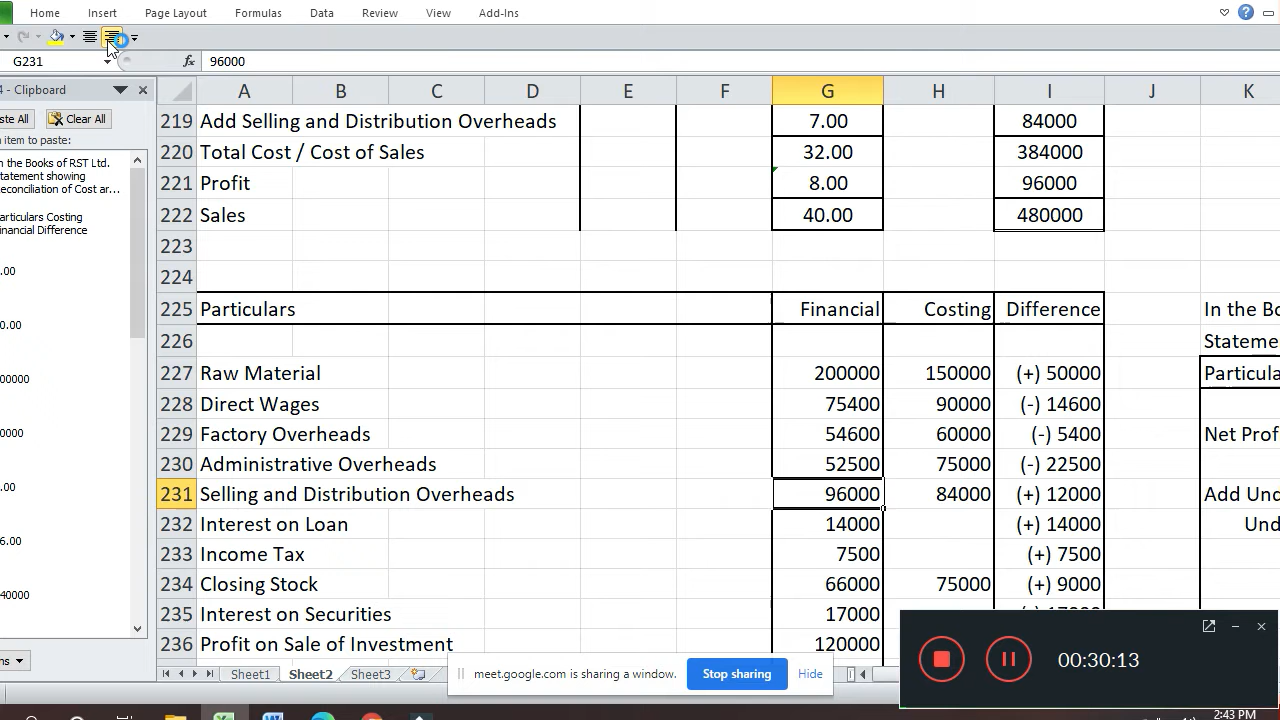 Home Insert Page Layout Formulas Data Review View Add-Ins
G231 fx 96000
4 - Clipboard
ste All Clear All
n item to paste:
n the Books of RST Ltd.
tatement showing
econciliation of Cost ar...
articulars Costing
inancial Difference
.00
0.00
00000
0000
.00
6.00
40000
ns
A B C D E F G H I J K
219 Add Selling and Distribution Overheads 7.00 84000
220 Total Cost / Cost of Sales 32.00 384000
221 Profit 8.00 96000
222 Sales 40.00 480000
223
224
225 Particulars Financial Costing Difference In the Bo
226 Stateme
227 Raw Material 200000 150000 (+) 50000 Particula
228 Direct Wages 75400 90000 (-) 14600
229 Factory Overheads 54600 60000 (-) 5400 Net Prof
230 Administrative Overheads 52500 75000 (-) 22500
231 Selling and Distribution Overheads 96000 84000 (+) 12000 Add Und
232 Interest on Loan 14000 (+) 14000 Und
233 Income Tax 7500 (+) 7500
234 Closing Stock 66000 75000 (+) 9000
235 Interest on Securities 17000
236 Profit on Sale of Investment 120000
00:30:13
Sheet1 Sheet2 Sheet3
meet.google.com is sharing a window. Stop sharing Hide
2:43 PM